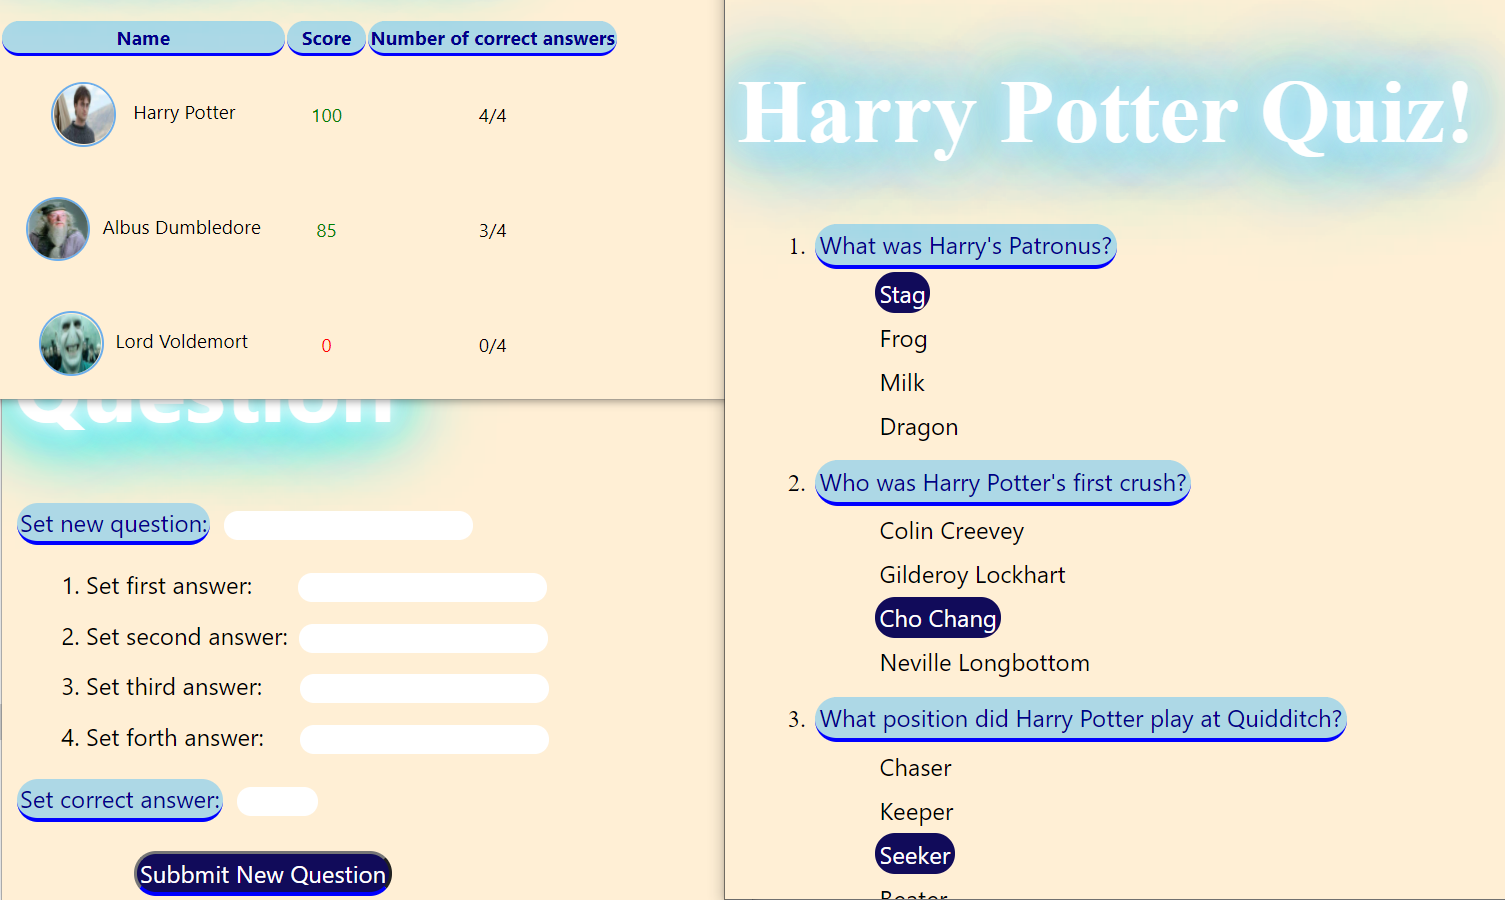 Name Score Number of correct answers
Harry Potter 100 4/4
Albus Dumbledore 85 3/4
Lord Voldemort 0 0/4
Question
Set new question:
1. Set first answer:
2. Set second answer:
3. Set third answer:
4. Set forth answer:
Set correct answer:
Subbmit New Question
Harry Potter Quiz!
1. What was Harry's Patronus?
Stag
Frog
Milk
Dragon
2. Who was Harry Potter's first crush?
Colin Creevey
Gilderoy Lockhart
Cho Chang
Neville Longbottom
3. What position did Harry Potter play at Quidditch?
Chaser
Keeper
Seeker
Beater